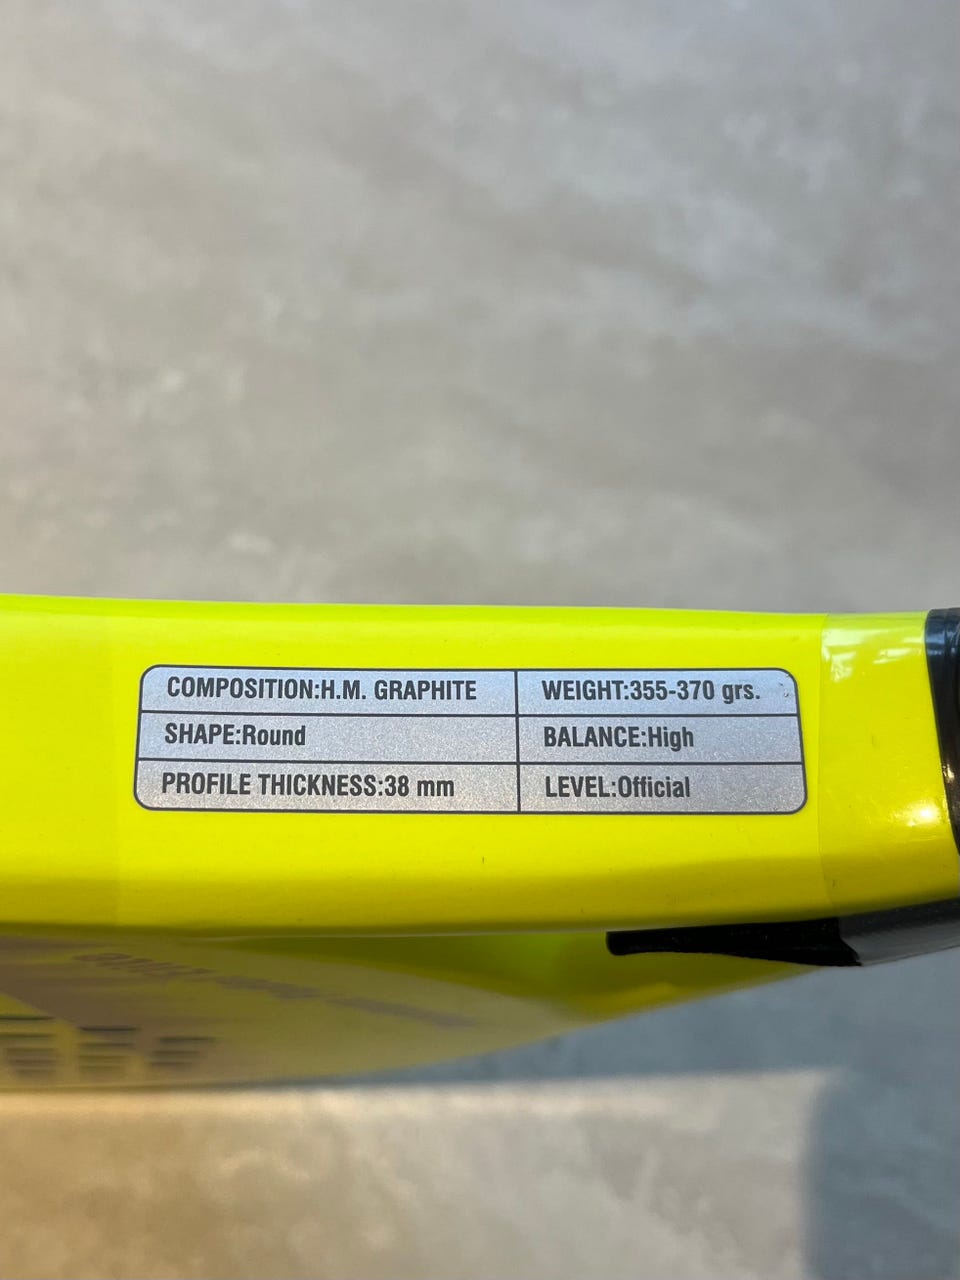 COMPOSITION:H.M. GRAPHITE
WEIGHT:355-370 grs.
SHAPE:Round
BALANCE:High
PROFILE THICKNESS:38 mm
LEVEL:Official